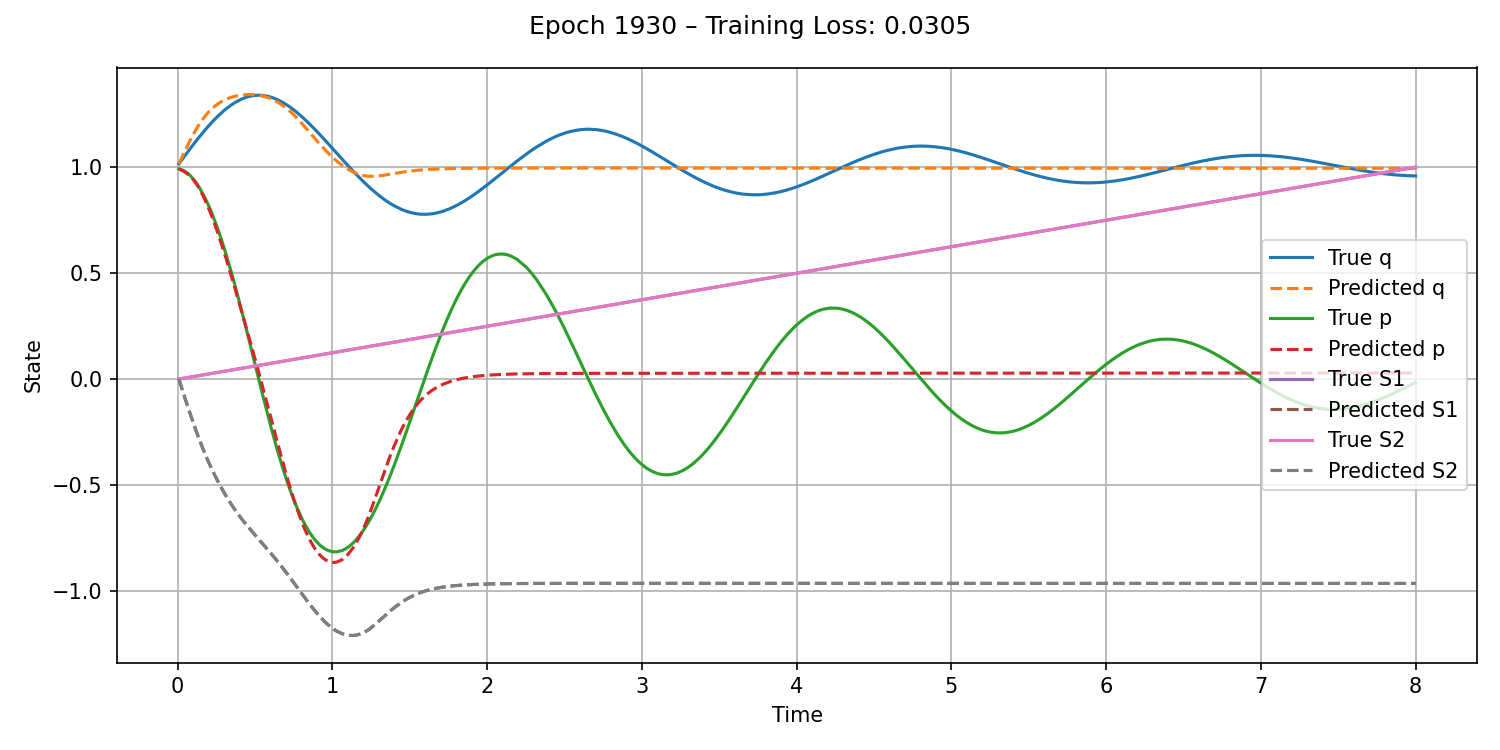 Epoch 1930 – Training Loss: 0.0305
1.0
0.5
0.0
−0.5
−1.0
State
True q
Predicted q
True p
Predicted p
True S1
Predicted S1
True S2
Predicted S2
0 1 2 3 4 5 6 7 8
Time